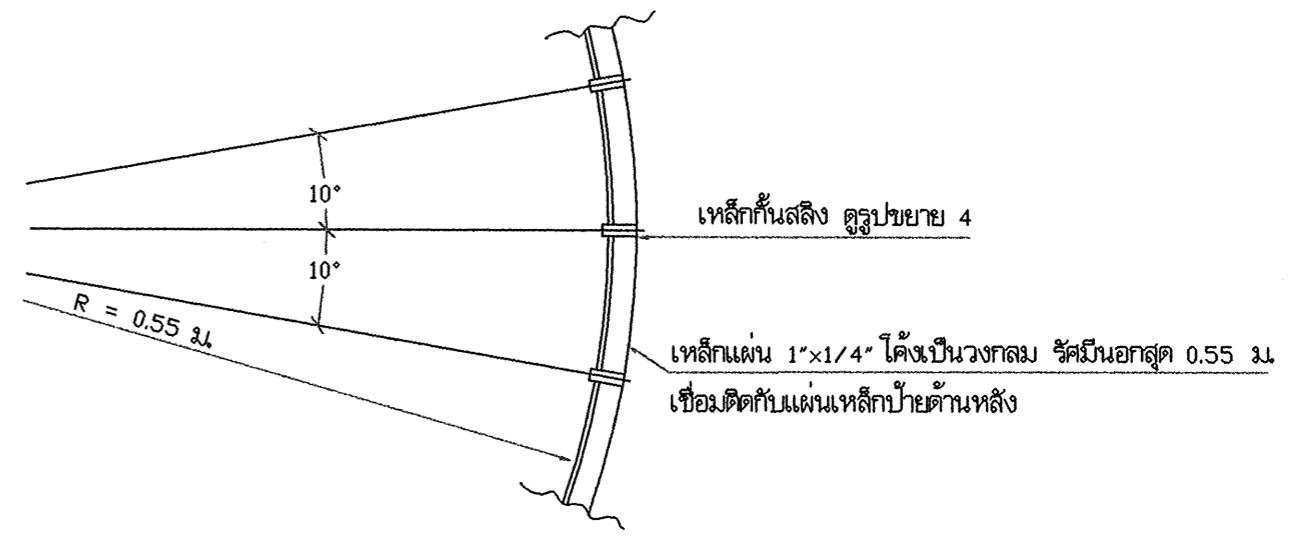 10°
เหล็กกั้นสลิง ดูรูปขยาย 4
10°
R = 0.55 ม.
เหล็กแผ่น 1"×1/4" โค้งเป็นวงกลม รัศมีนอกสุด 0.55 ม.
เชื่อมติดกับแผ่นเหล็กป้ายด้านหลัง